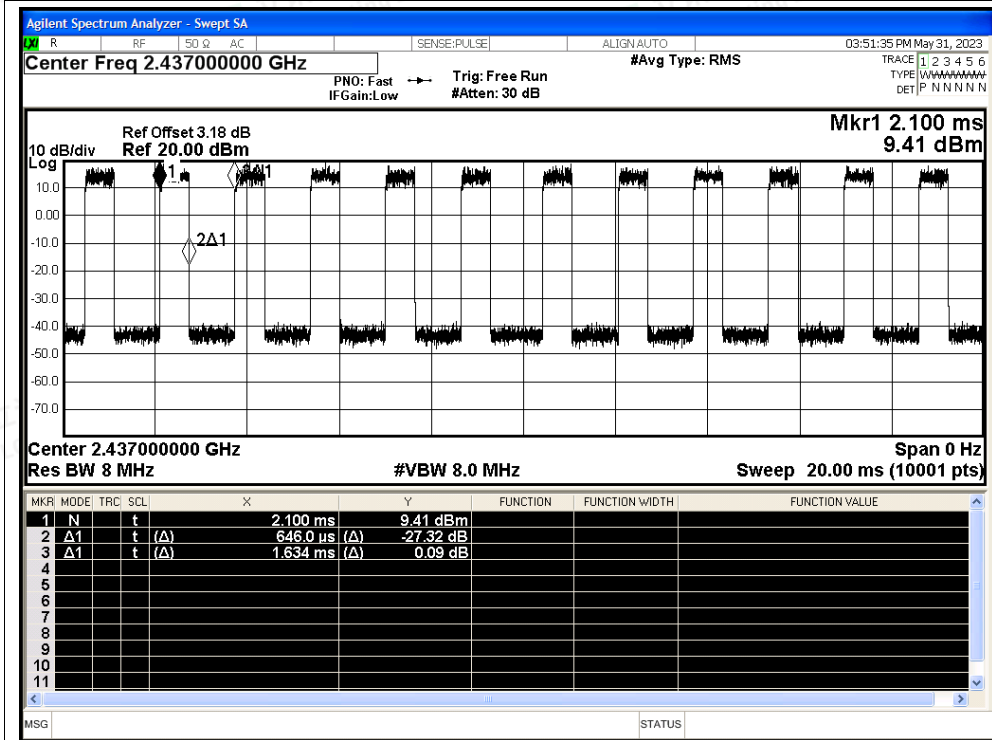 Agilent Spectrum Analyzer - Swept SA
LXI R RF 50 Ω AC SENSE:PULSE ALIGN AUTO 03:51:35 PM May 31, 2023
Center Freq 2.437000000 GHz #Avg Type: RMS TRACE 1 2 3 4 5 6
PNO: Fast Trig: Free Run TYPE
IFGain:Low #Atten: 30 dB DET P N N N N N
Mkr1 2.100 ms
9.41 dBm
Ref Offset 3.18 dB
10 dB/div Ref 20.00 dBm
Log
1 3Δ1
10.0
0.00
-10.0 2Δ1
-20.0
-30.0
-40.0
-50.0
-60.0
-70.0
Center 2.437000000 GHz Span 0 Hz
Res BW 8 MHz #VBW 8.0 MHz Sweep 20.00 ms (10001 pts)
MKR MODE TRC SCL X Y FUNCTION FUNCTION WIDTH FUNCTION VALUE
1 N t 2.100 ms 9.41 dBm
2 Δ1 t (Δ) 646.0 µs (Δ) -27.32 dB
3 Δ1 t (Δ) 1.634 ms (Δ) 0.09 dB
4
5
6
7
8
9
10
11
MSG STATUS